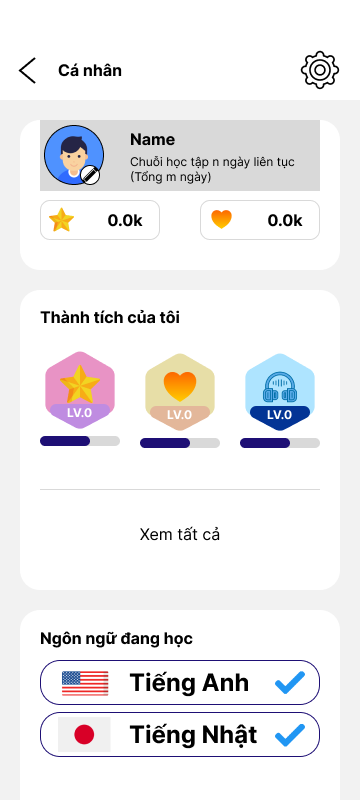 Cá nhân
Name
Chuỗi học tập n ngày liên tục
(Tổng m ngày)
0.0k
0.0k
Thành tích của tôi
LV.0
LV.0
LV.0
Xem tất cả
Ngôn ngữ đang học
Tiếng Anh
Tiếng Nhật